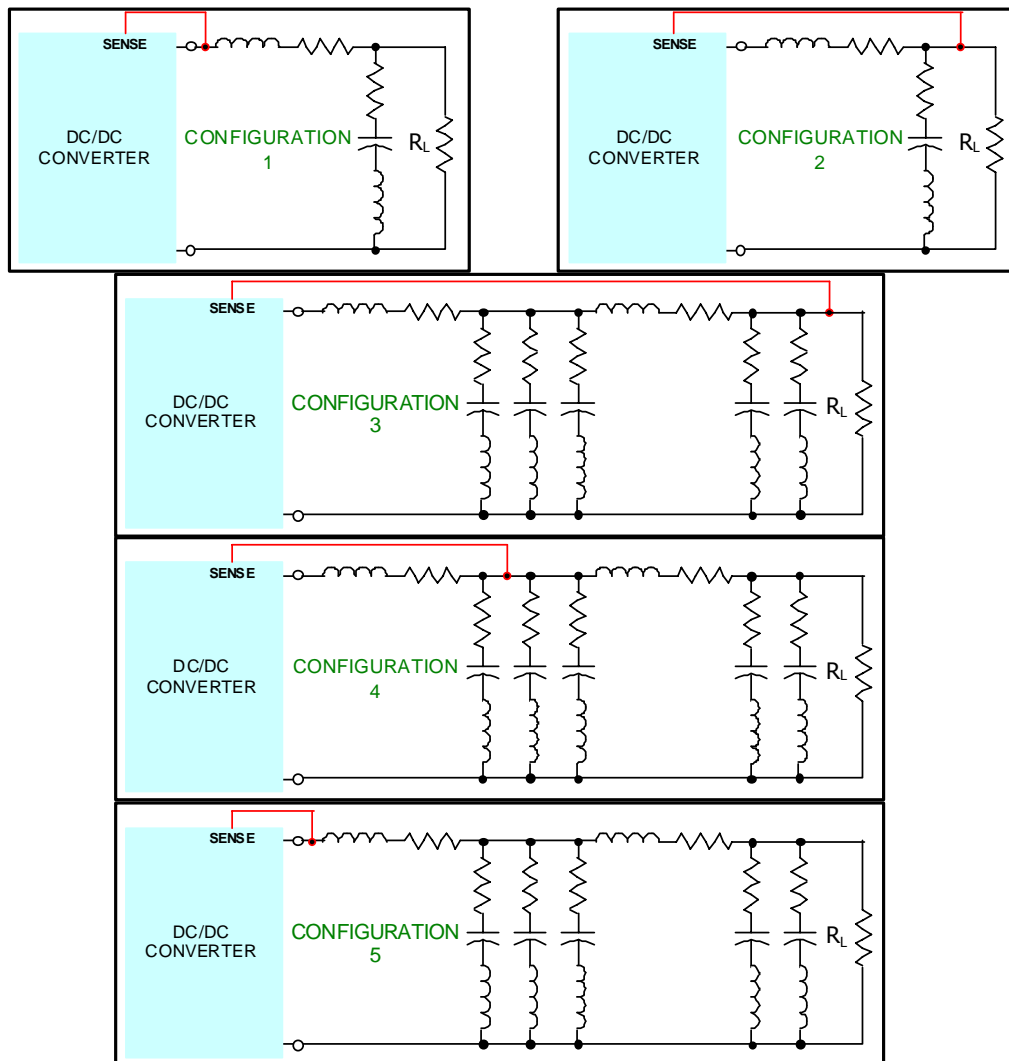 SENSE
DC/DC
CONVERTER
CONFIGURATION
1
RL
SENSE
DC/DC
CONVERTER
CONFIGURATION
2
RL
SENSE
DC/DC
CONVERTER
CONFIGURATION
3
RL
SENSE
DC/DC
CONVERTER
CONFIGURATION
4
RL
SENSE
DC/DC
CONVERTER
CONFIGURATION
5
RL